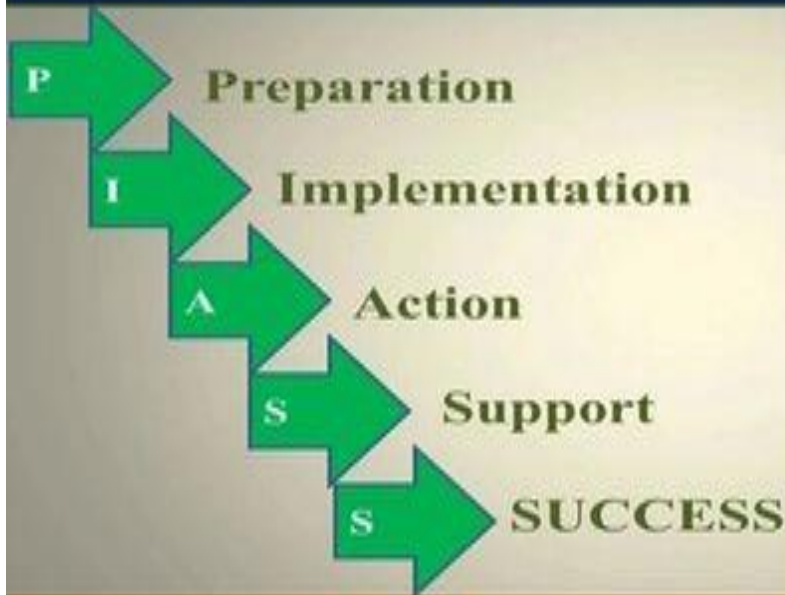 P Preparation
I Implementation
A Action
S Support
S SUCCESS